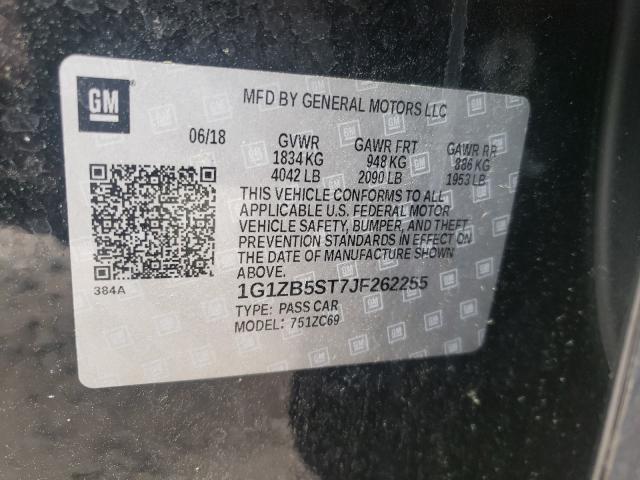 GM
MFD BY GENERAL MOTORS LLC
06/18 GVWR GAWR FRT GAWR RR
1834 KG 948 KG 886 KG
4042 LB 2090 LB 1953 LB
THIS VEHICLE CONFORMS TO ALL
APPLICABLE U.S. FEDERAL MOTOR
VEHICLE SAFETY, BUMPER, AND THEFT
PREVENTION STANDARDS IN EFFECT ON
THE DATE OF MANUFACTURE SHOWN
ABOVE.
384A
1G1ZB5ST7JF262255
TYPE: PASS CAR
MODEL: 751ZC69